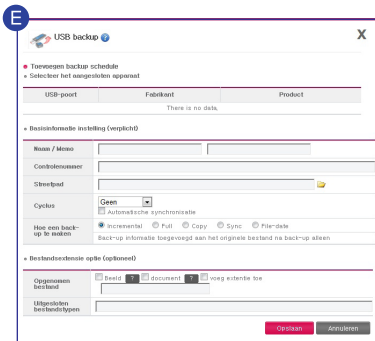 E
USB backup ?
X
Toevoegen backup schedule
Selecteer het aangesloten apparaat
USB-poort Fabrikant Product
There is no data,
Basisinformatie instelling (verplicht)
Naam / Memo
Controlenummer
Streefpad
Cyclus Geen
Automatische synchronisatie
Hoe een back-up te maken
Incremental Full Copy Sync File-date
Back-up informatie toegevoegd aan het originele bestand na back-up alleen
Bestandsextensie optie (optioneel)
Opgenomen bestand
Beeld ? document ? voeg extentie toe
Uitgesloten bestandstypen
Opslaan Annuleren